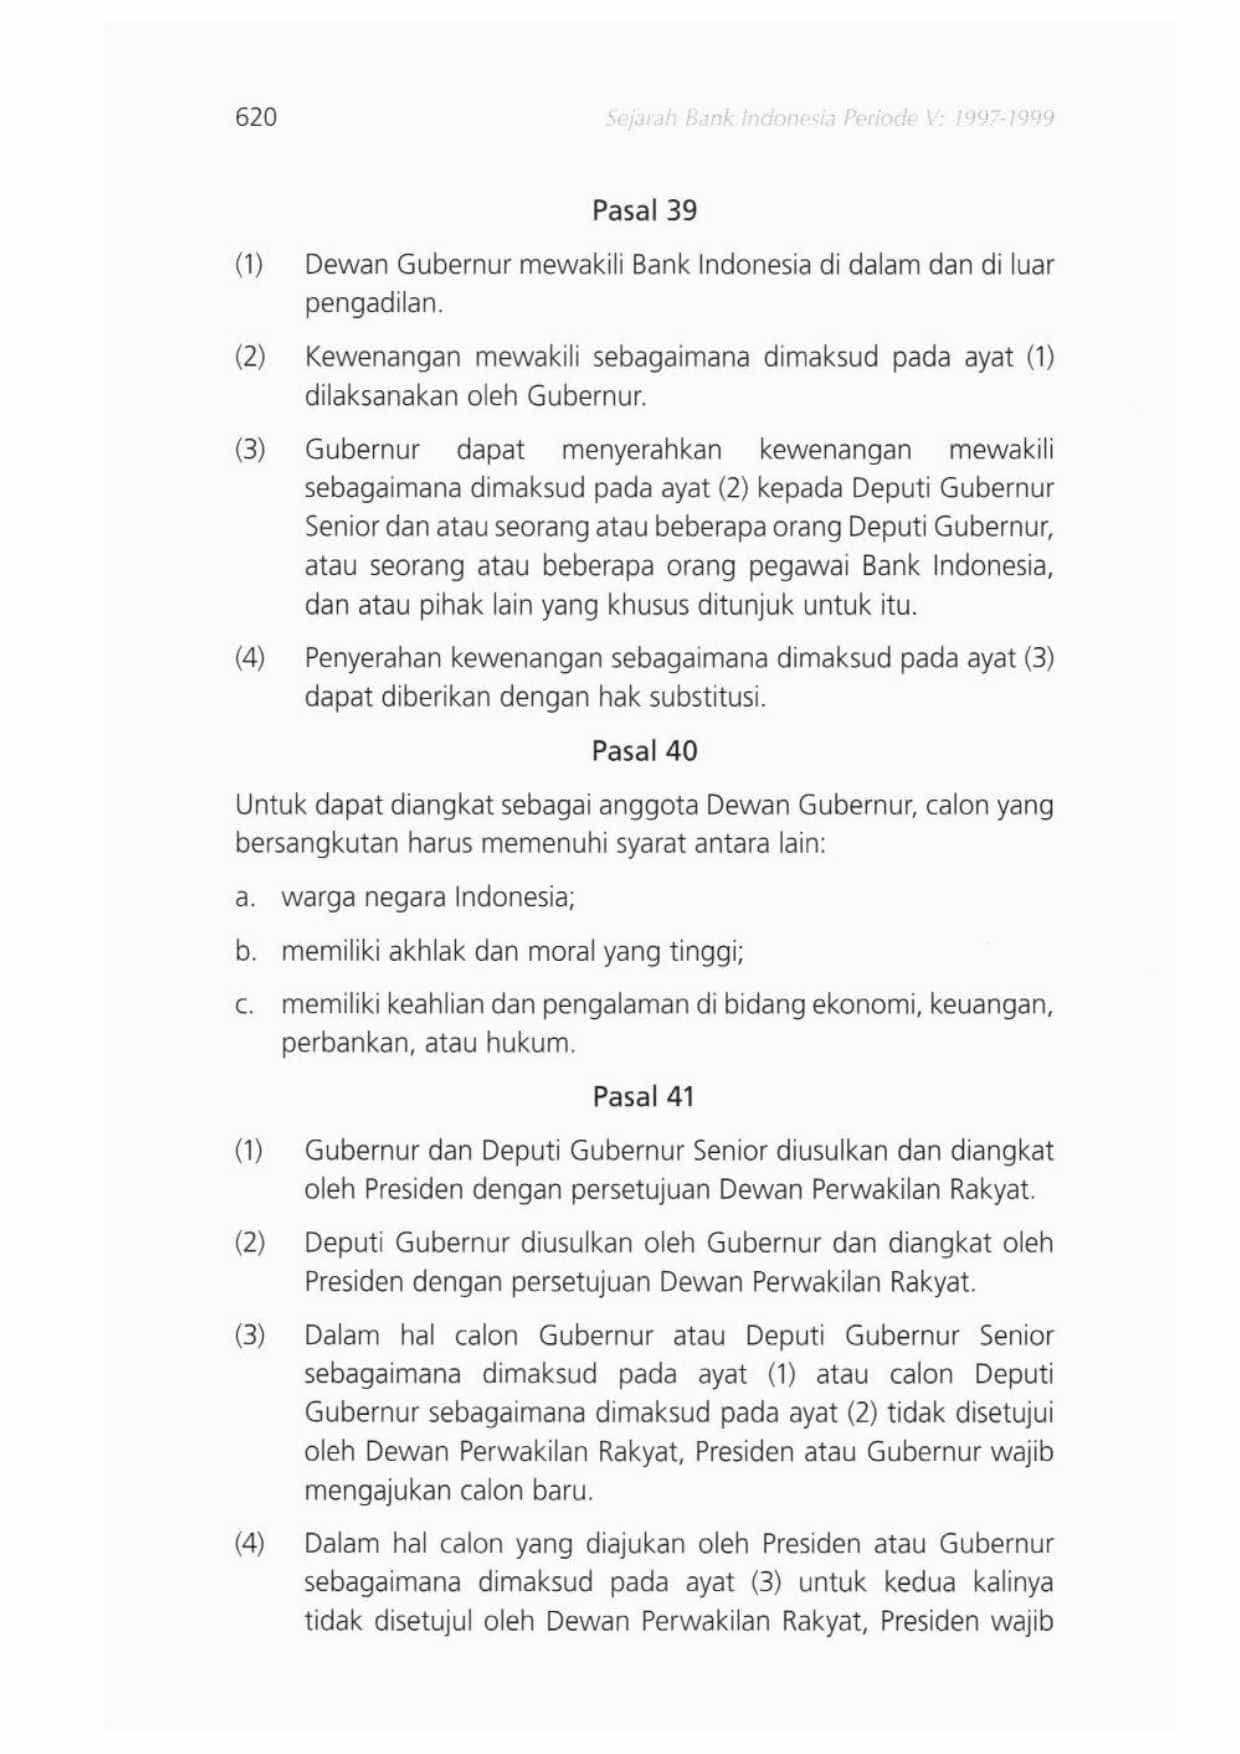 620 Sejarah Bank Indonesia Periode V: 1997-1999
Pasal 39
(1) Dewan Gubernur mewakili Bank Indonesia di dalam dan di luar
pengadilan.
(2) Kewenangan mewakili sebagaimana dimaksud pada ayat (1)
dilaksanakan oleh Gubernur.
(3) Gubernur dapat menyerahkan kewenangan mewakili
sebagaimana dimaksud pada ayat (2) kepada Deputi Gubernur
Senior dan atau seorang atau beberapa orang Deputi Gubernur,
atau seorang atau beberapa orang pegawai Bank Indonesia,
dan atau pihak lain yang khusus ditunjuk untuk itu.
(4) Penyerahan kewenangan sebagaimana dimaksud pada ayat (3)
dapat diberikan dengan hak substitusi.
Pasal 40
Untuk dapat diangkat sebagai anggota Dewan Gubernur, calon yang
bersangkutan harus memenuhi syarat antara lain:
a. warga negara Indonesia;
b. memiliki akhlak dan moral yang tinggi;
c. memiliki keahlian dan pengalaman di bidang ekonomi, keuangan,
perbankan, atau hukum.
Pasal 41
(1) Gubernur dan Deputi Gubernur Senior diusulkan dan diangkat
oleh Presiden dengan persetujuan Dewan Perwakilan Rakyat.
(2) Deputi Gubernur diusulkan oleh Gubernur dan diangkat oleh
Presiden dengan persetujuan Dewan Perwakilan Rakyat.
(3) Dalam hal calon Gubernur atau Deputi Gubernur Senior
sebagaimana dimaksud pada ayat (1) atau calon Deputi
Gubernur sebagaimana dimaksud pada ayat (2) tidak disetujui
oleh Dewan Perwakilan Rakyat, Presiden atau Gubernur wajib
mengajukan calon baru.
(4) Dalam hal calon yang diajukan oleh Presiden atau Gubernur
sebagaimana dimaksud pada ayat (3) untuk kedua kalinya
tidak disetujul oleh Dewan Perwakilan Rakyat, Presiden wajib